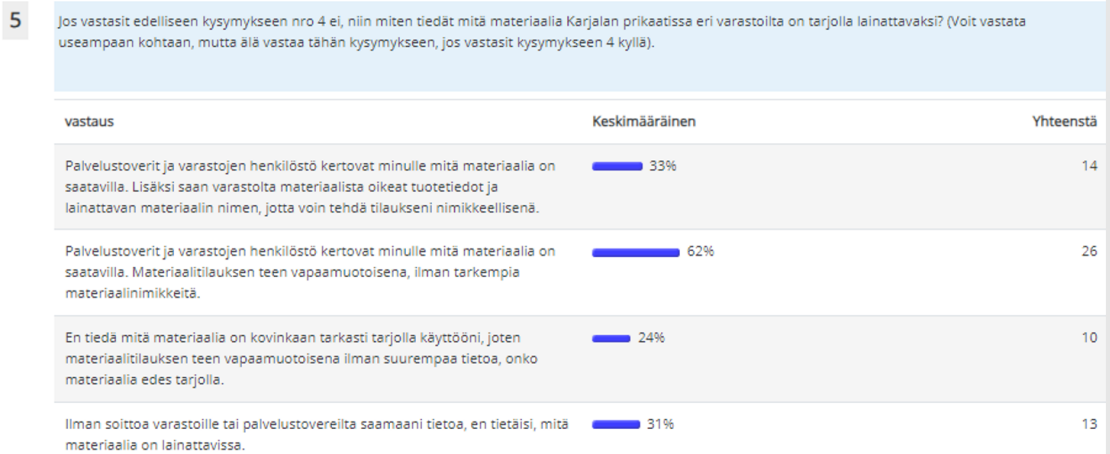 5
Jos vastasit edelliseen kysymykseen nro 4 ei, niin miten tiedät mitä materiaalia Karjalan prikaatissa eri varastoilta on tarjolla lainattavaksi? (Voit vastata
useampaan kohtaan, mutta älä vastaa tähän kysymykseen, jos vastasit kysymykseen 4 kyllä).
vastaus Keskimääräinen Yhteenstä
Palvelustoverit ja varastojen henkilöstö kertovat minulle mitä materiaalia on 33% 14
saatavilla. Lisäksi saan varastolta materiaalista oikeat tuotetiedot ja
lainattavan materiaalin nimen, jotta voin tehdä tilaukseni nimikkeellisenä.
Palvelustoverit ja varastojen henkilöstö kertovat minulle mitä materiaalia on 62% 26
saatavilla. Materiaalitilauksen teen vapaamuotoisena, ilman tarkempia
materiaalinimikkeitä.
En tiedä mitä materiaalia on kovinkaan tarkasti tarjolla käyttööni, joten 24% 10
materiaalitilauksen teen vapaamuotoisena ilman suurempaa tietoa, onko
materiaalia edes tarjolla.
Ilman soittoa varastoille tai palvelustovereilta saamaani tietoa, en tietäisi, mitä 31% 13
materiaalia on lainattavissa.